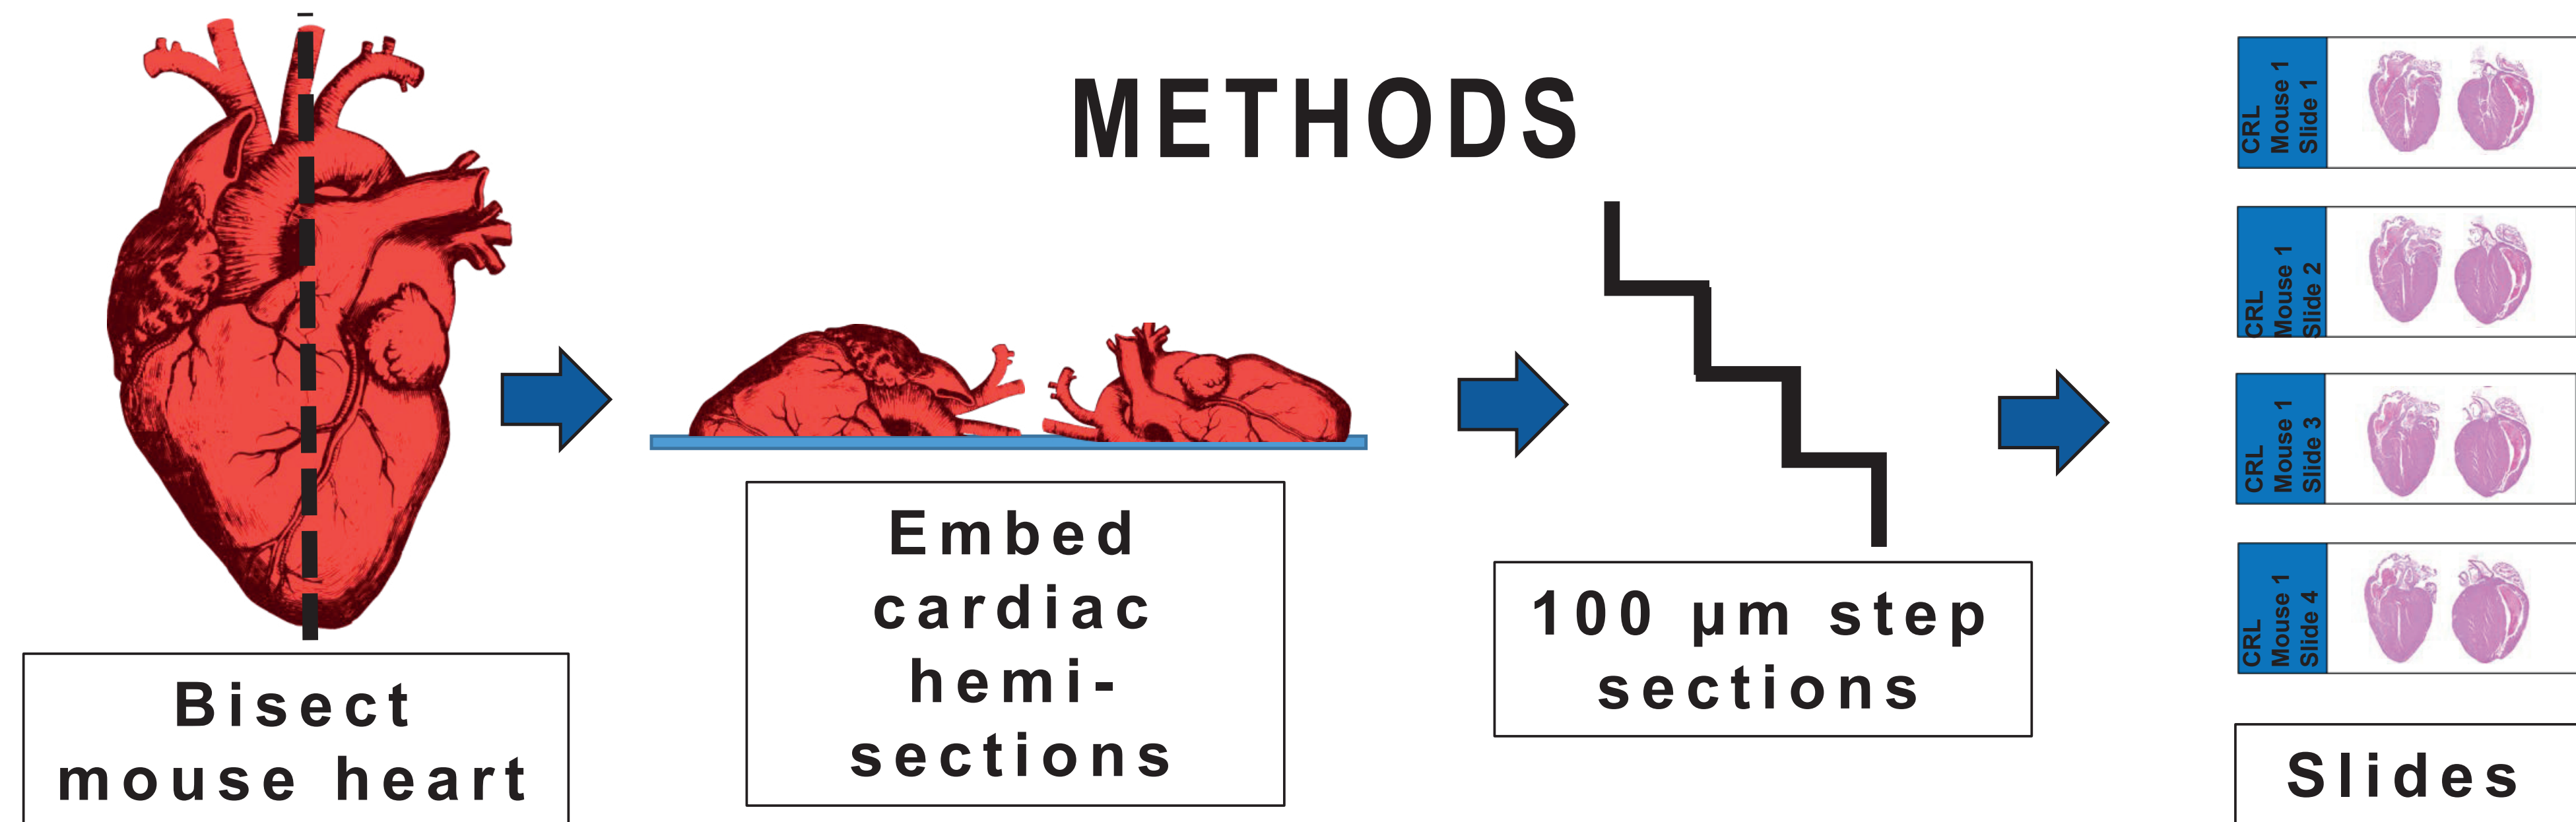 METHODS
Bisect
mouse heart
Embed
cardiac
hemi-
sections
100 µm step
sections
CRL
Mouse 1
Slide 1
CRL
Mouse 1
Slide 2
CRL
Mouse 1
Slide 3
CRL
Mouse 1
Slide 4
Slides